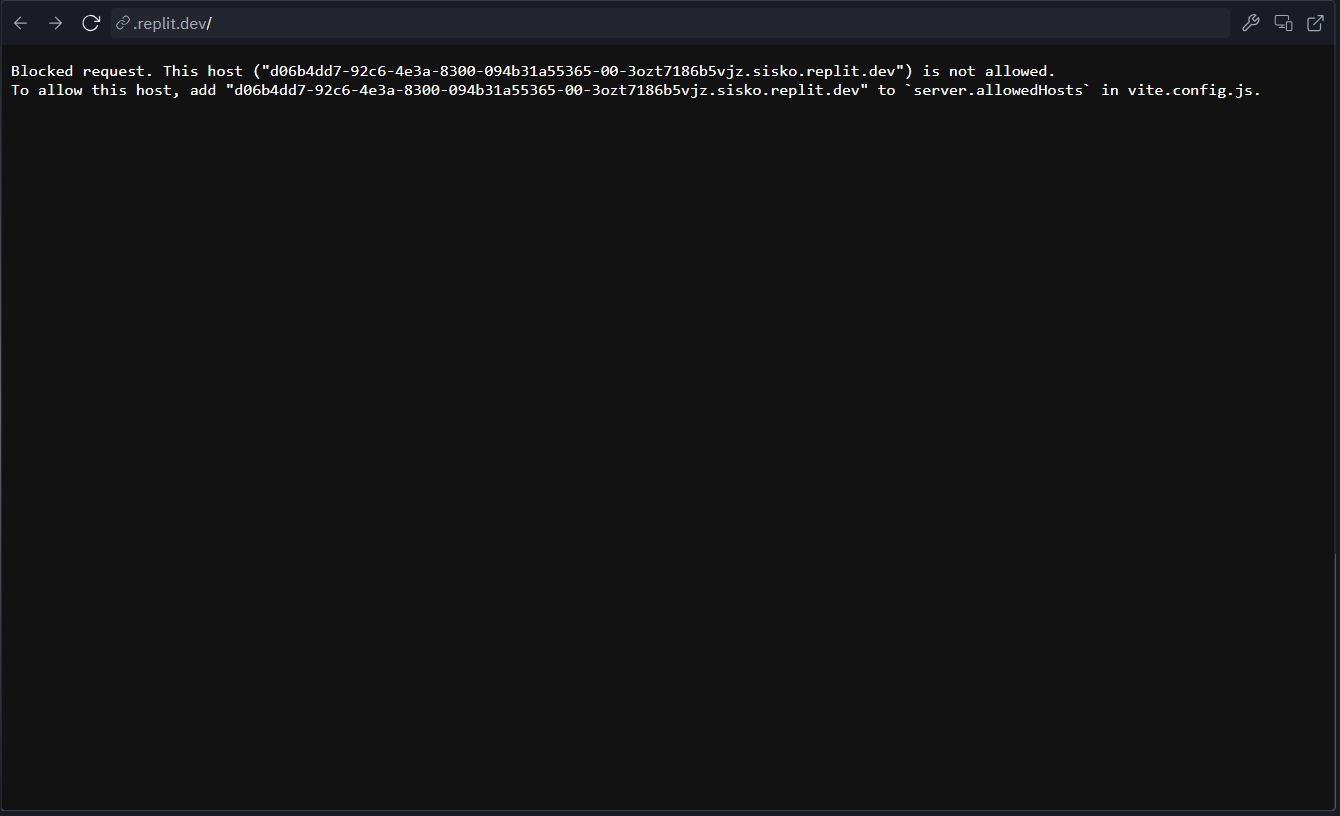 .replit.dev/
Blocked request. This host ("d06b4dd7-92c6-4e3a-8300-094b31a55365-00-3ozt7186b5vjz.sisko.replit.dev") is not allowed.
To allow this host, add "d06b4dd7-92c6-4e3a-8300-094b31a55365-00-3ozt7186b5vjz.sisko.replit.dev" to `server.allowedHosts` in vite.config.js.